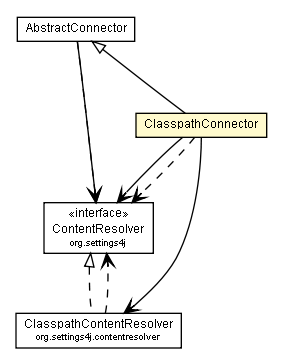 AbstractConnector
ClasspathConnector
«interface»
ContentResolver
org.settings4j
ClasspathContentResolver
org.settings4j.contentresolver